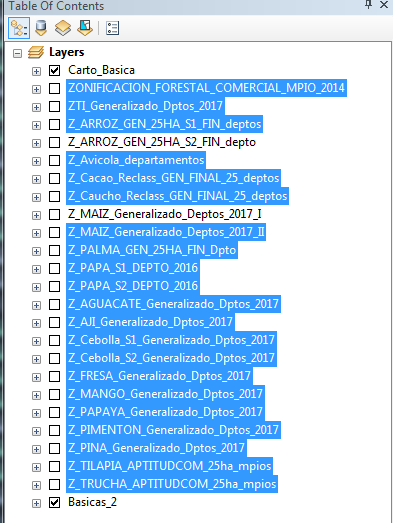 Table Of Contents
Layers
Carto_Basica
ZONIFICACION_FORESTAL_COMERCIAL_MPIO_2014
ZTI_Generalizado_Dptos_2017
Z_ARROZ_GEN_25HA_S1_FIN_deptos
Z_ARROZ_GEN_25HA_S2_FIN_depto
Z_Avicola_departamentos
Z_Cacao_Reclass_GEN_FINAL_25_deptos
Z_Caucho_Reclass_GEN_FINAL_25_deptos
Z_MAIZ_Generalizado_Deptos_2017_I
Z_MAIZ_Generalizado_Deptos_2017_II
Z_PALMA_GEN_25HA_FIN_Dpto
Z_PAPA_S1_DEPTO_2016
Z_PAPA_S2_DEPTO_2016
Z_AGUACATE_Generalizado_Dptos_2017
Z_AJI_Generalizado_Dptos_2017
Z_Cebolla_S1_Generalizado_Dptos_2017
Z_Cebolla_S2_Generalizado_Dptos_2017
Z_FRESA_Generalizado_Dptos_2017
Z_MANGO_Generalizado_Dptos_2017
Z_PAPAYA_Generalizado_Dptos_2017
Z_PIMENTON_Generalizado_Dptos_2017
Z_PINA_Generalizado_Dptos_2017
Z_TILAPIA_APTITUDCOM_25ha_mpios
Z_TRUCHA_APTITUDCOM_25ha_mpios
Basicas_2